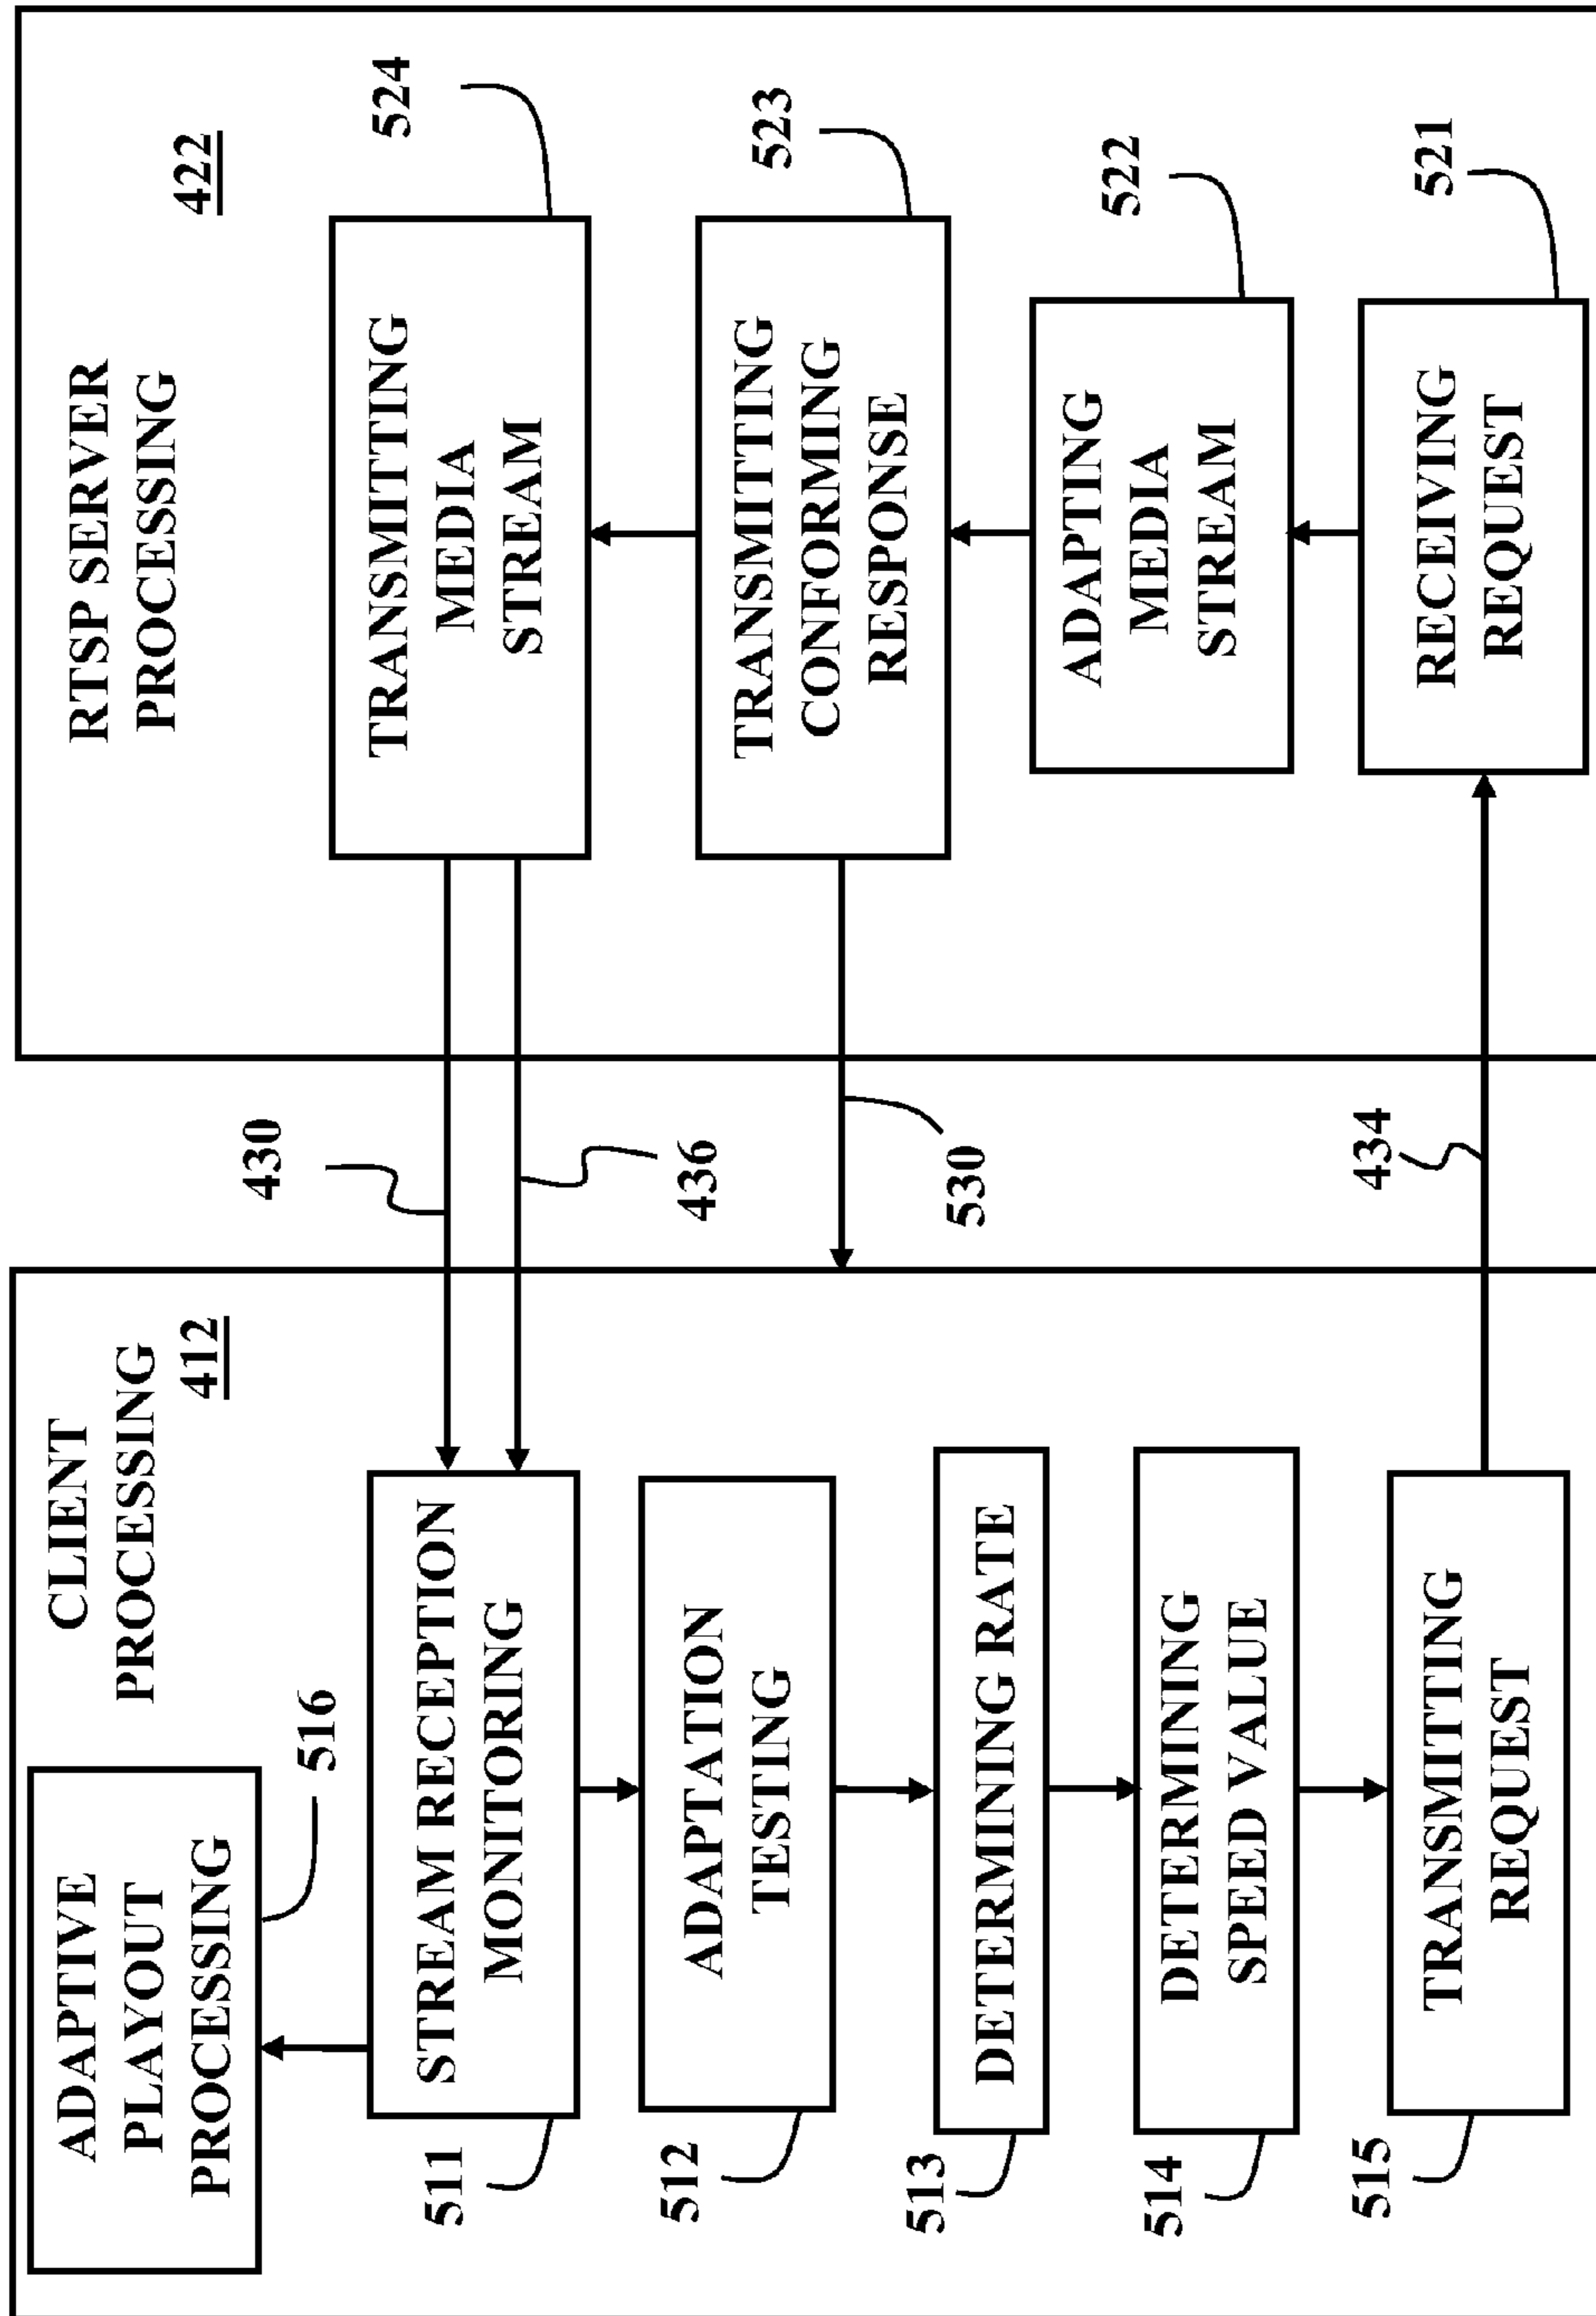 CLIENT
PROCESSING
412
ADAPTIVE
PLAYOUT
PROCESSING
516
STREAM RECEPTION
MONITORING
511
ADAPTATION
TESTING
512
DETERMINING RATE
513
DETERMINING
SPEED VALUE
514
TRANSMITTING
REQUEST
515
430
436
530
434
RTSP SERVER
PROCESSING
422
TRANSMITTING
MEDIA
STREAM
524
TRANSMITTING
CONFORMING
RESPONSE
523
ADAPTING
MEDIA
STREAM
522
RECEIVING
REQUEST
521